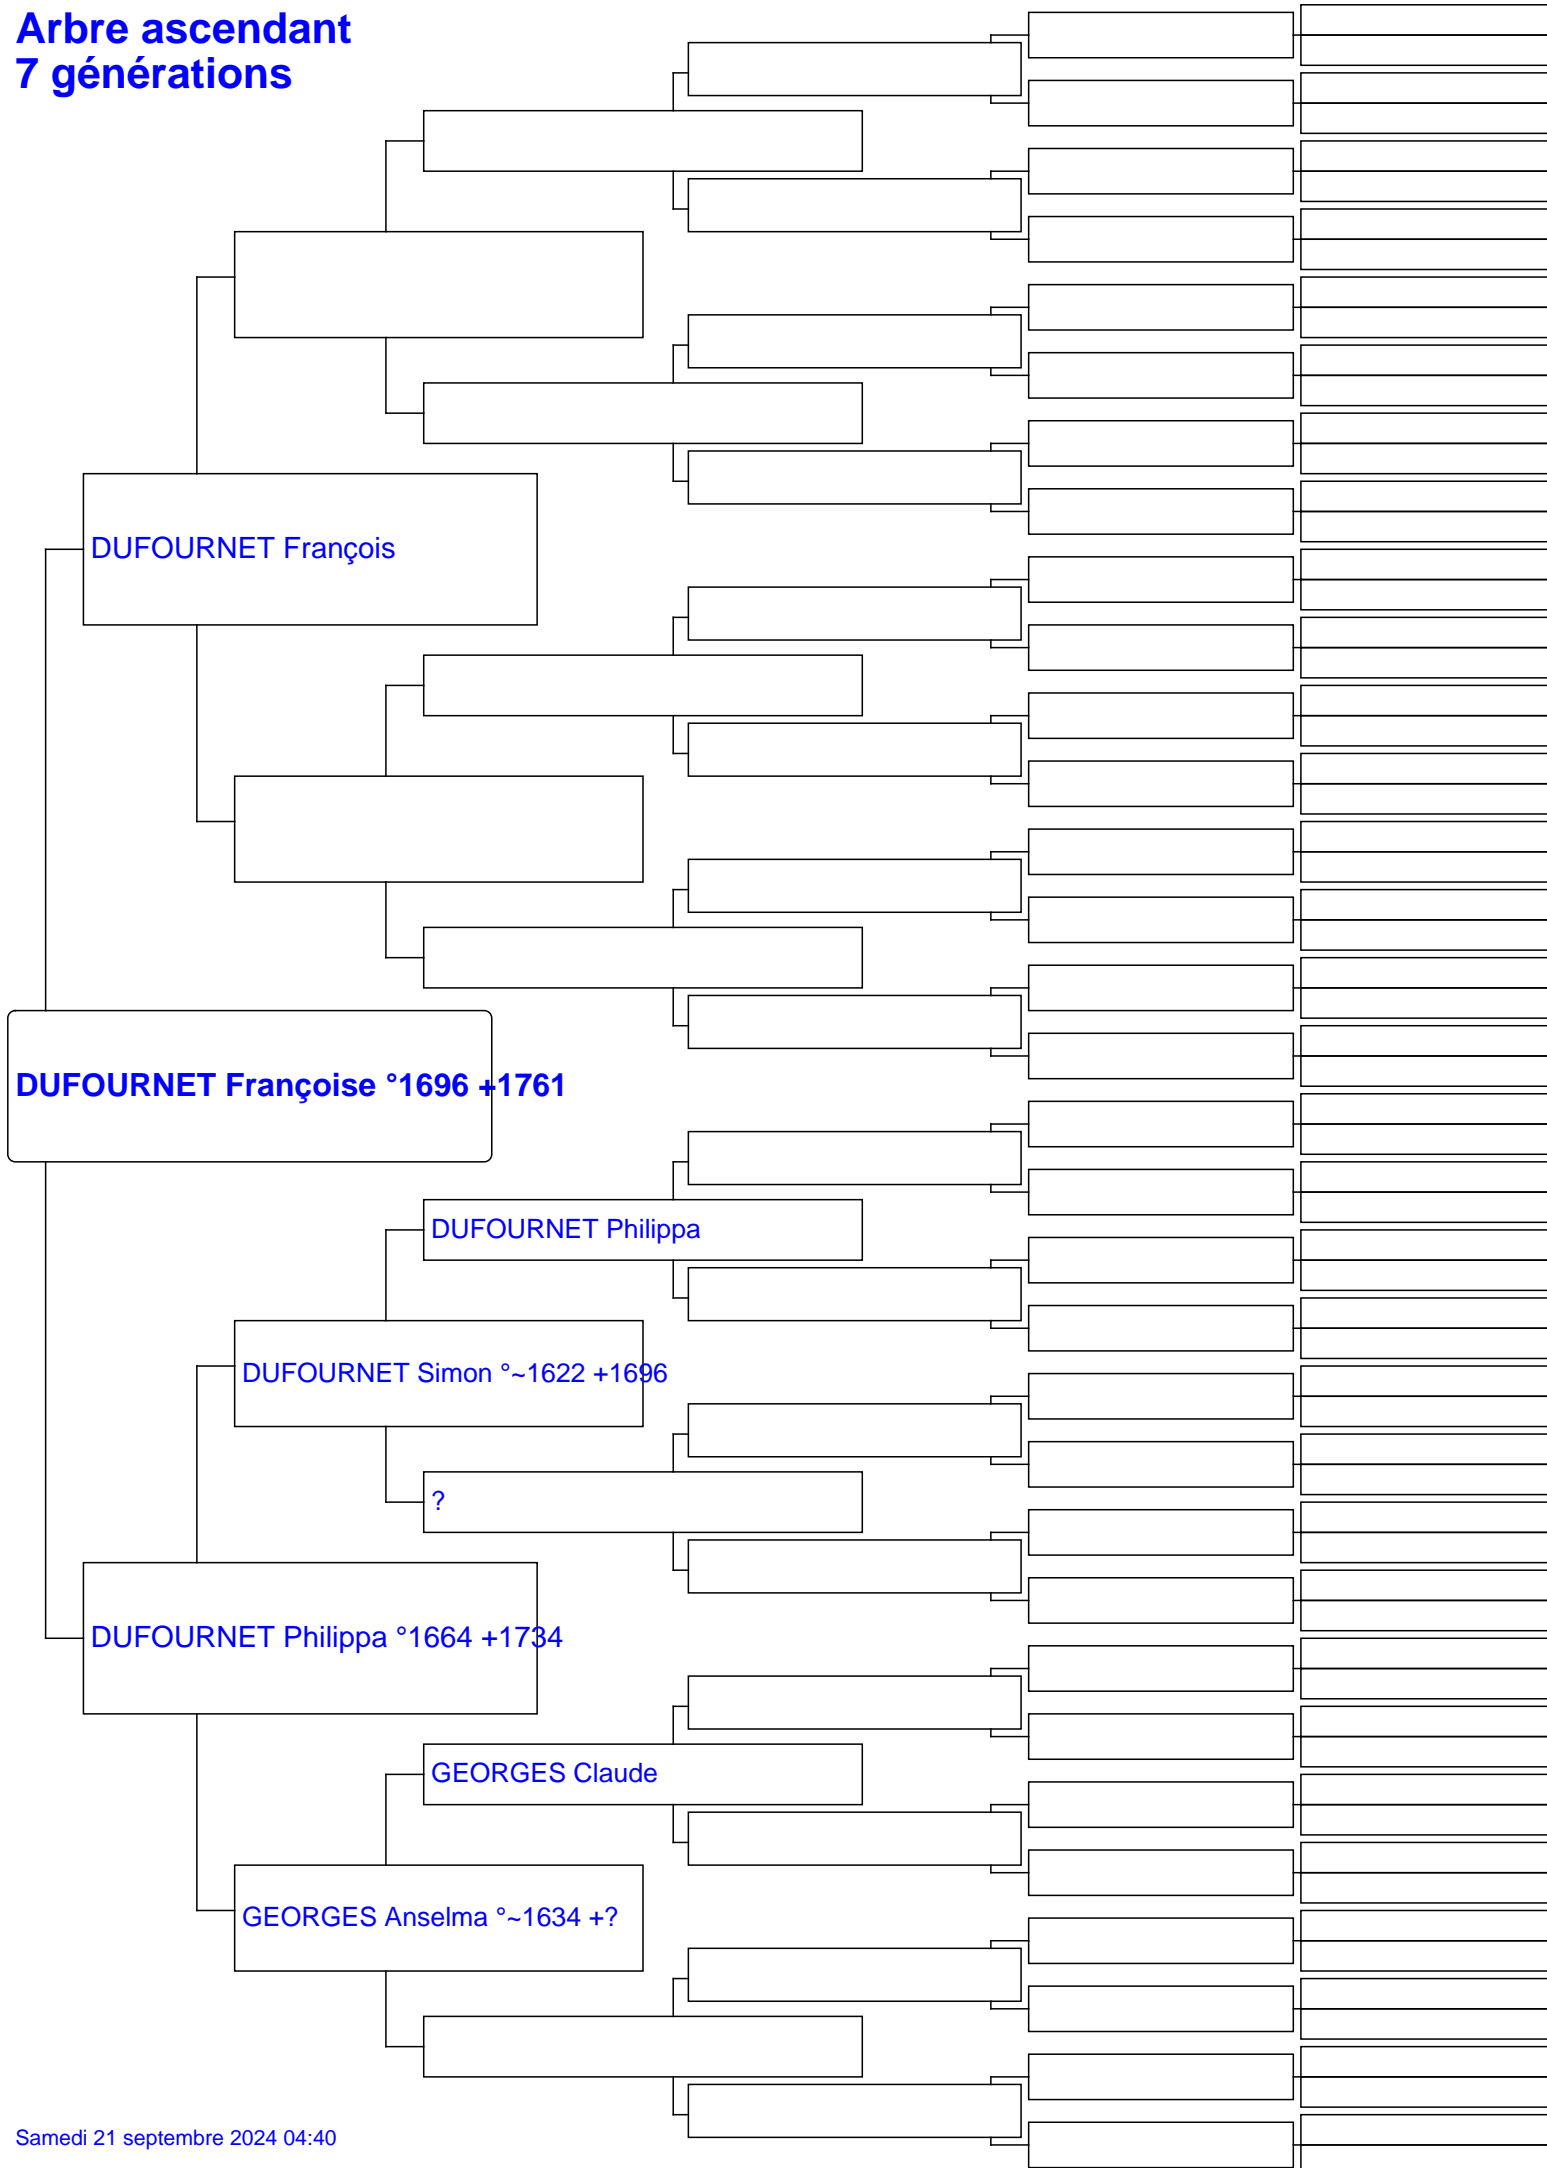 Arbre ascendant
7 générations
DUFOURNET François
DUFOURNET Françoise °1696 +1761
DUFOURNET Philippa
DUFOURNET Simon °~1622 +1696
?
DUFOURNET Philippa °1664 +1734
GEORGES Claude
GEORGES Anselma °~1634 +?
Samedi 21 septembre 2024 04:40